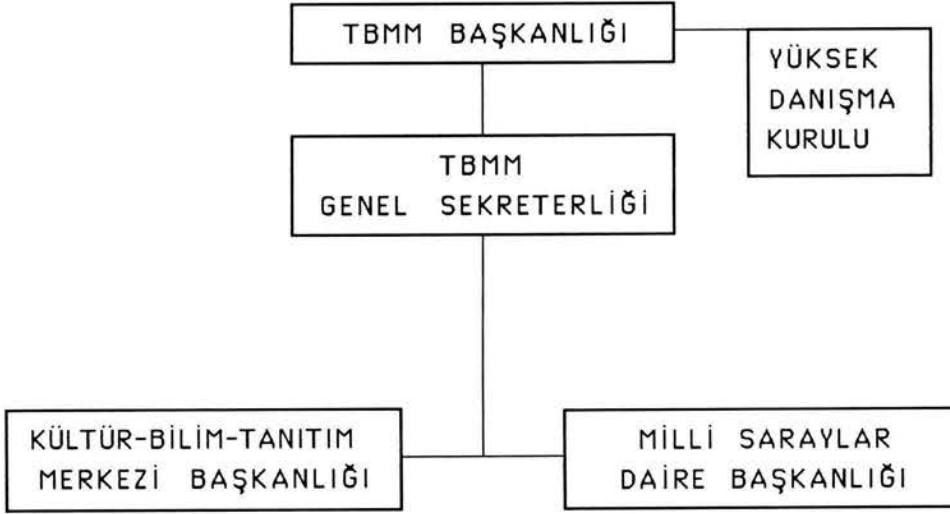 TBMM BAŞKANLIĞI
YÜKSEK
DANIŞMA
KURULU
TBMM
GENEL SEKRETERLİĞİ
KÜLTÜR-BİLİM-TANITIM
MERKEZİ BAŞKANLIĞI
MİLLİ SARAYLAR
DAİRE BAŞKANLIĞI